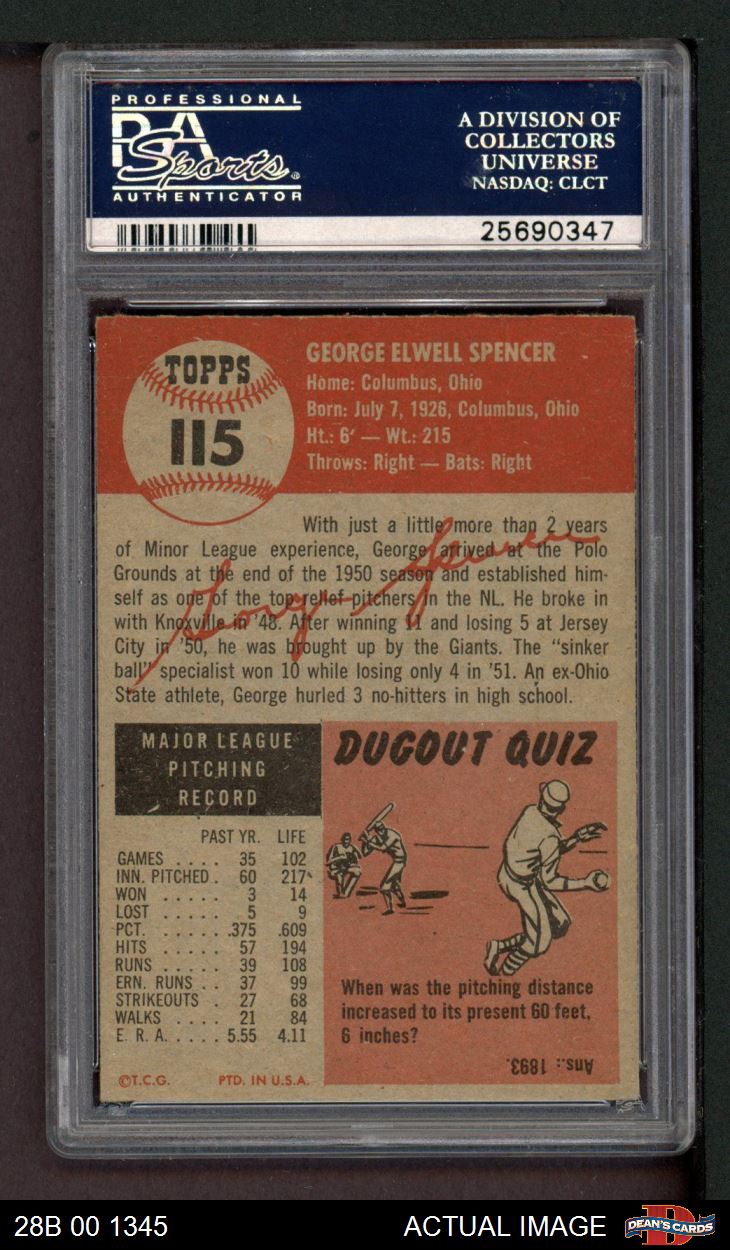 PROFESSIONAL
PSA
Sports
AUTHENTICATOR
A DIVISION OF
COLLECTORS
UNIVERSE
NASDAQ: CLCT
25690347
TOPPS
115
GEORGE ELWELL SPENCER
Home: Columbus, Ohio
Born: July 7, 1926, Columbus, Ohio
Ht.: 6' — Wt.: 215
Throws: Right — Bats: Right
With just a little more than 2 years
of Minor League experience, George arrived at the Polo
Grounds at the end of the 1950 season and established him-
self as one of the top relief pitchers in the NL. He broke in
with Knoxville in '48. After winning 11 and losing 5 at Jersey
City in '50, he was brought up by the Giants. The "sinker
ball" specialist won 10 while losing only 4 in '51. An ex-Ohio
State athlete, George hurled 3 no-hitters in high school.
George Spencer
MAJOR LEAGUE
PITCHING
RECORD
PAST YR. LIFE
GAMES .... 35 102
INN. PITCHED. 60 217
WON ..... 3 14
LOST ..... 5 9
PCT. ..... .375 .609
HITS ..... 57 194
RUNS .... 39 108
ERN. RUNS .. 37 99
STRIKEOUTS . 27 68
WALKS .... 21 84
E. R. A. .... 5.55 4.11
©T.C.G. PTD. IN U.S.A.
DUGOUT QUIZ
When was the pitching distance
increased to its present 60 feet,
6 inches?
Ans.: 1893.
28B 00 1345
ACTUAL IMAGE
D
DEAN'S CARDS